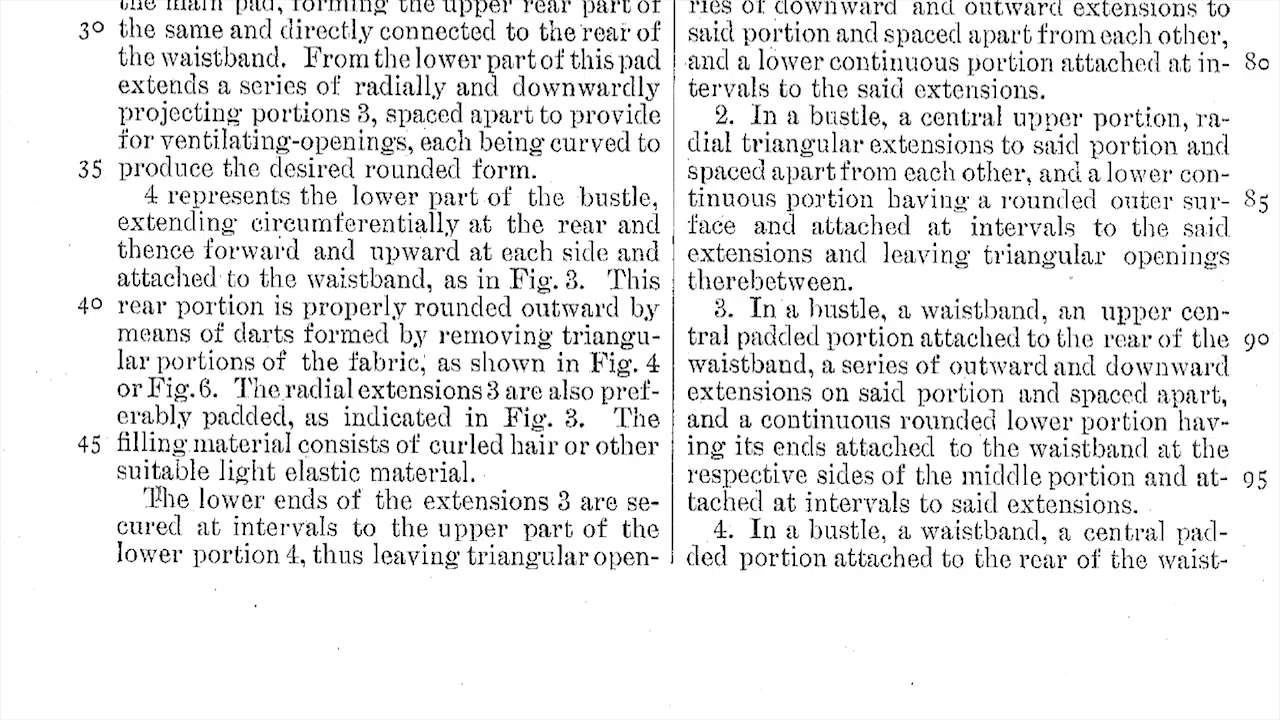 the main pad, forming the upper rear part of
30 the same and directly connected to the rear of
the waistband. From the lower part of this pad
extends a series of radially and downwardly
projecting portions 3, spaced apart to provide
for ventilating-openings, each being curved to
35 produce the desired rounded form.
4 represents the lower part of the bustle,
extending circumferentially at the rear and
thence forward and upward at each side and
attached to the waistband, as in Fig. 3. This
40 rear portion is properly rounded outward by
means of darts formed by removing triangu-
lar portions of the fabric, as shown in Fig. 4
or Fig. 6. The radial extensions 3 are also pref-
erably padded, as indicated in Fig. 3. The
45 filling material consists of curled hair or other
suitable light elastic material.
The lower ends of the extensions 3 are se-
cured at intervals to the upper part of the
lower portion 4, thus leaving triangular open-
ries of downward and outward extensions to
said portion and spaced apart from each other,
and a lower continuous portion attached at in- 80
tervals to the said extensions.
2. In a bustle, a central upper portion, ra-
dial triangular extensions to said portion and
spaced apart from each other, and a lower con-
tinuous portion having a rounded outer sur- 85
face and attached at intervals to the said
extensions and leaving triangular openings
therebetween.
3. In a bustle, a waistband, an upper cen-
tral padded portion attached to the rear of the 90
waistband, a series of outward and downward
extensions on said portion and spaced apart,
and a continuous rounded lower portion hav-
ing its ends attached to the waistband at the
respective sides of the middle portion and at- 95
tached at intervals to said extensions.
4. In a bustle, a waistband, a central pad-
ded portion attached to the rear of the waist-